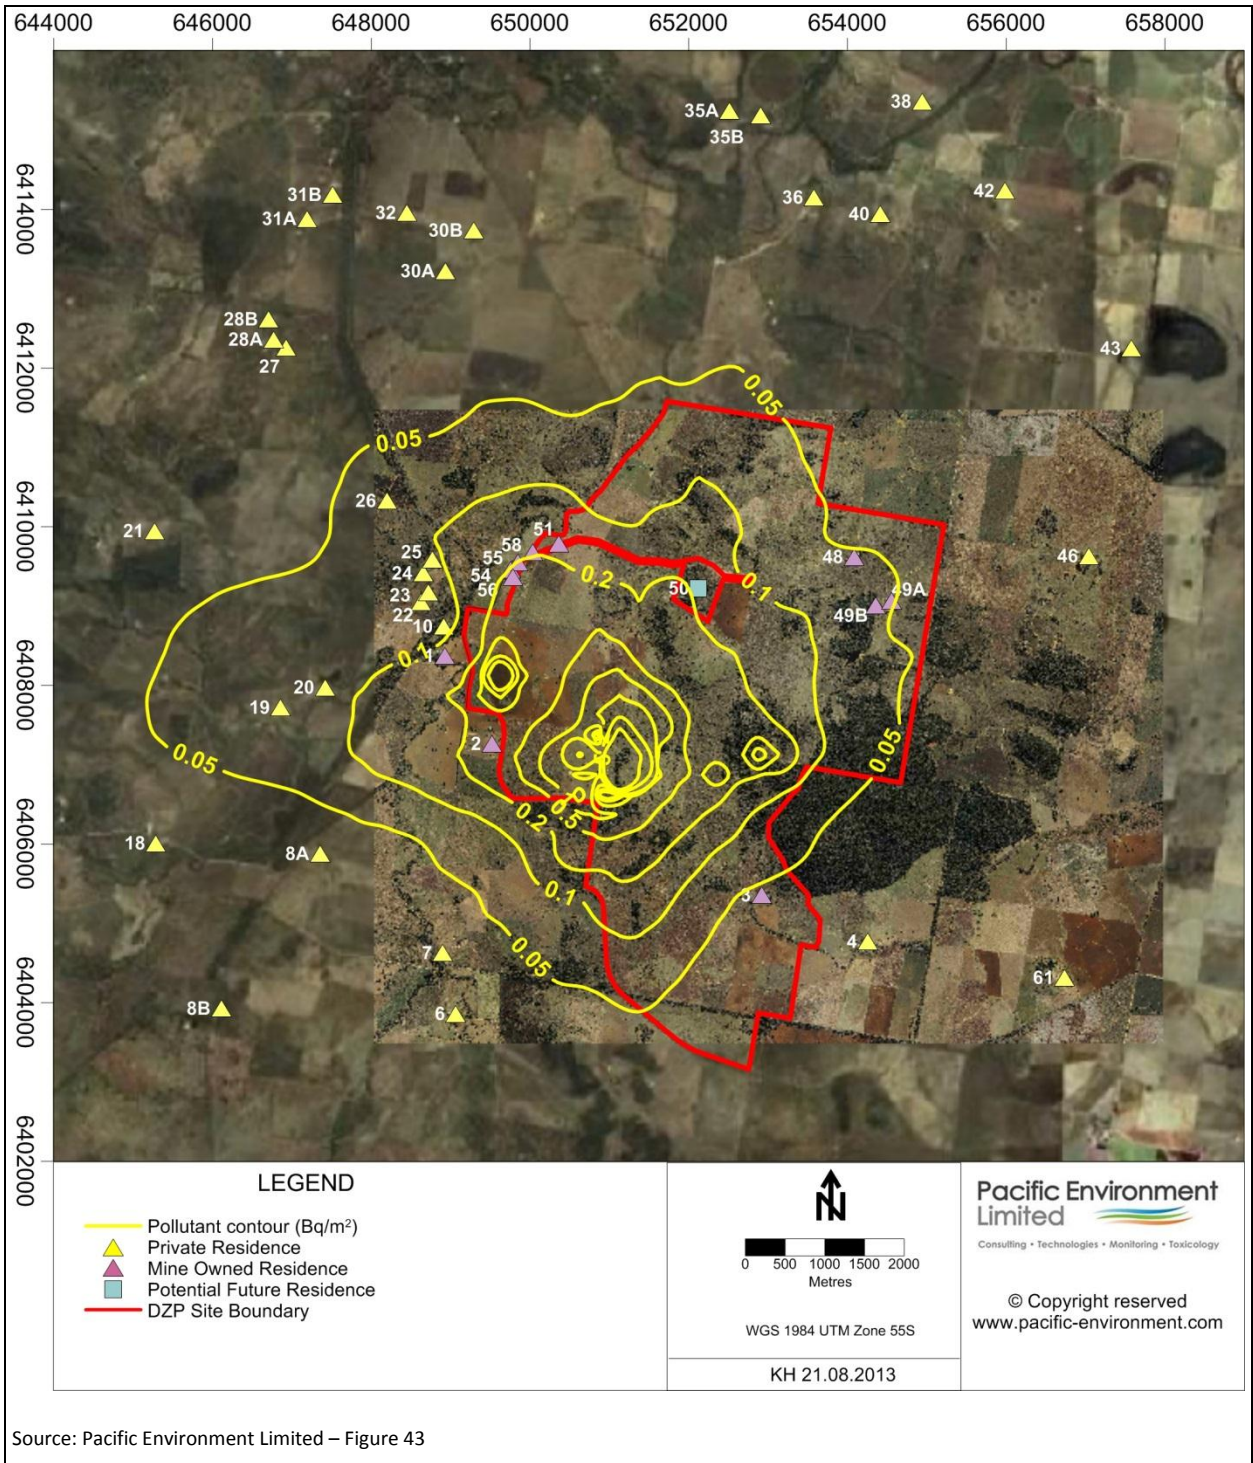 644000 646000 648000 650000 652000 654000 656000 658000
6414000
6412000
6410000
6408000
6406000
6404000
6402000
35A
35B
38
31B
31A
32
30B
30A
36
40
42
28B
28A
27
43
0.05
0.05
26
21
51
58
55
54
56
25
24
23
22
10
0.1
1
0.2
50
0.1
48
49A
49B
46
20
19
2
0.05
0.05
0.2
0.5
18
8A
0.1
3
0.05
7
4
61
8B
6
LEGEND
Pollutant contour (Bq/m²)
Private Residence
Mine Owned Residence
Potential Future Residence
DZP Site Boundary
N
0 500 1000 1500 2000
Metres
WGS 1984 UTM Zone 55S
KH 21.08.2013
Pacific Environment
Limited
Consulting • Technologies • Monitoring • Toxicology
© Copyright reserved
www.pacific-environment.com
Source: Pacific Environment Limited – Figure 43